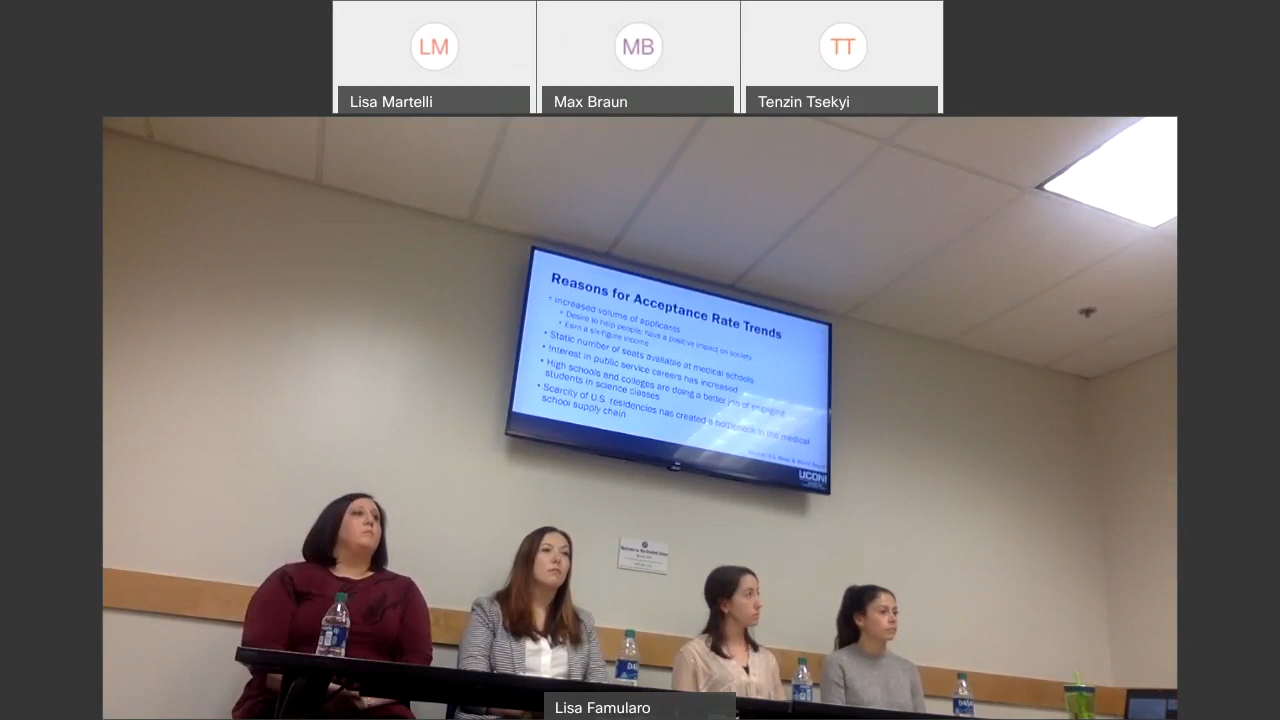 LM
MB
TT
Lisa Martelli
Max Braun
Tenzin Tsekyi
Reasons for Acceptance Rate Trends
• Increased volume of applicants
• Desire to help people; have a positive impact on society
• Earn a six-figure income
• Static number of seats available at medical schools
• Interest in public service careers has increased
• High schools and colleges are doing a better job of engaging
students in science classes
• Scarcity of U.S. residencies has created a bottleneck in the medical
school supply chain
UCONN
Lisa Famularo